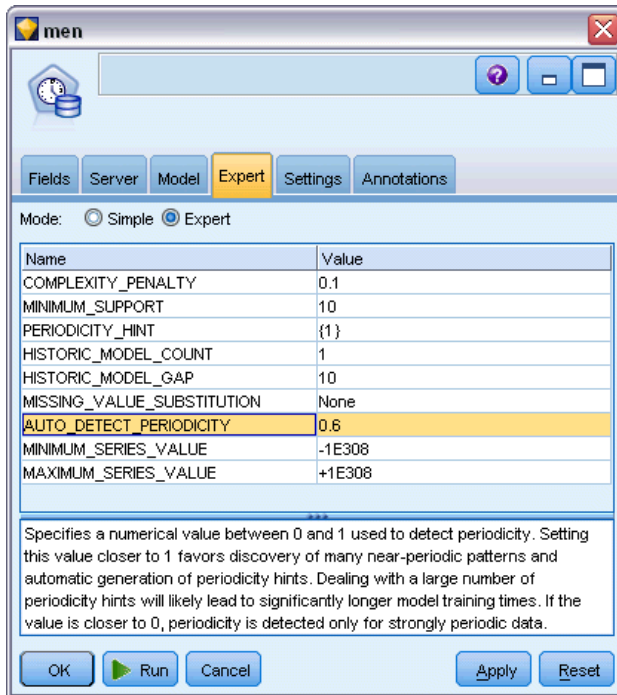 men
?
Fields Server Model Expert Settings Annotations
Mode: Simple Expert
Name Value
COMPLEXITY_PENALTY 0.1
MINIMUM_SUPPORT 10
PERIODICITY_HINT {1}
HISTORIC_MODEL_COUNT 1
HISTORIC_MODEL_GAP 10
MISSING_VALUE_SUBSTITUTION None
AUTO_DETECT_PERIODICITY 0.6
MINIMUM_SERIES_VALUE -1E308
MAXIMUM_SERIES_VALUE +1E308
Specifies a numerical value between 0 and 1 used to detect periodicity. Setting
this value closer to 1 favors discovery of many near-periodic patterns and
automatic generation of periodicity hints. Dealing with a large number of
periodicity hints will likely lead to significantly longer model training times. If the
value is closer to 0, periodicity is detected only for strongly periodic data.
OK Run Cancel Apply Reset